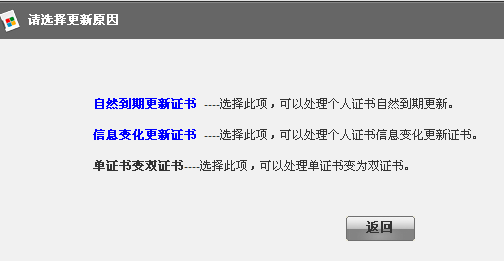 请选择更新原因
自然到期更新证书 ----选择此项，可以处理个人证书自然到期更新。
信息变化更新证书 ----选择此项，可以处理个人证书信息变化更新证书。
单证书变双证书----选择此项，可以处理单证书变为双证书。
返回